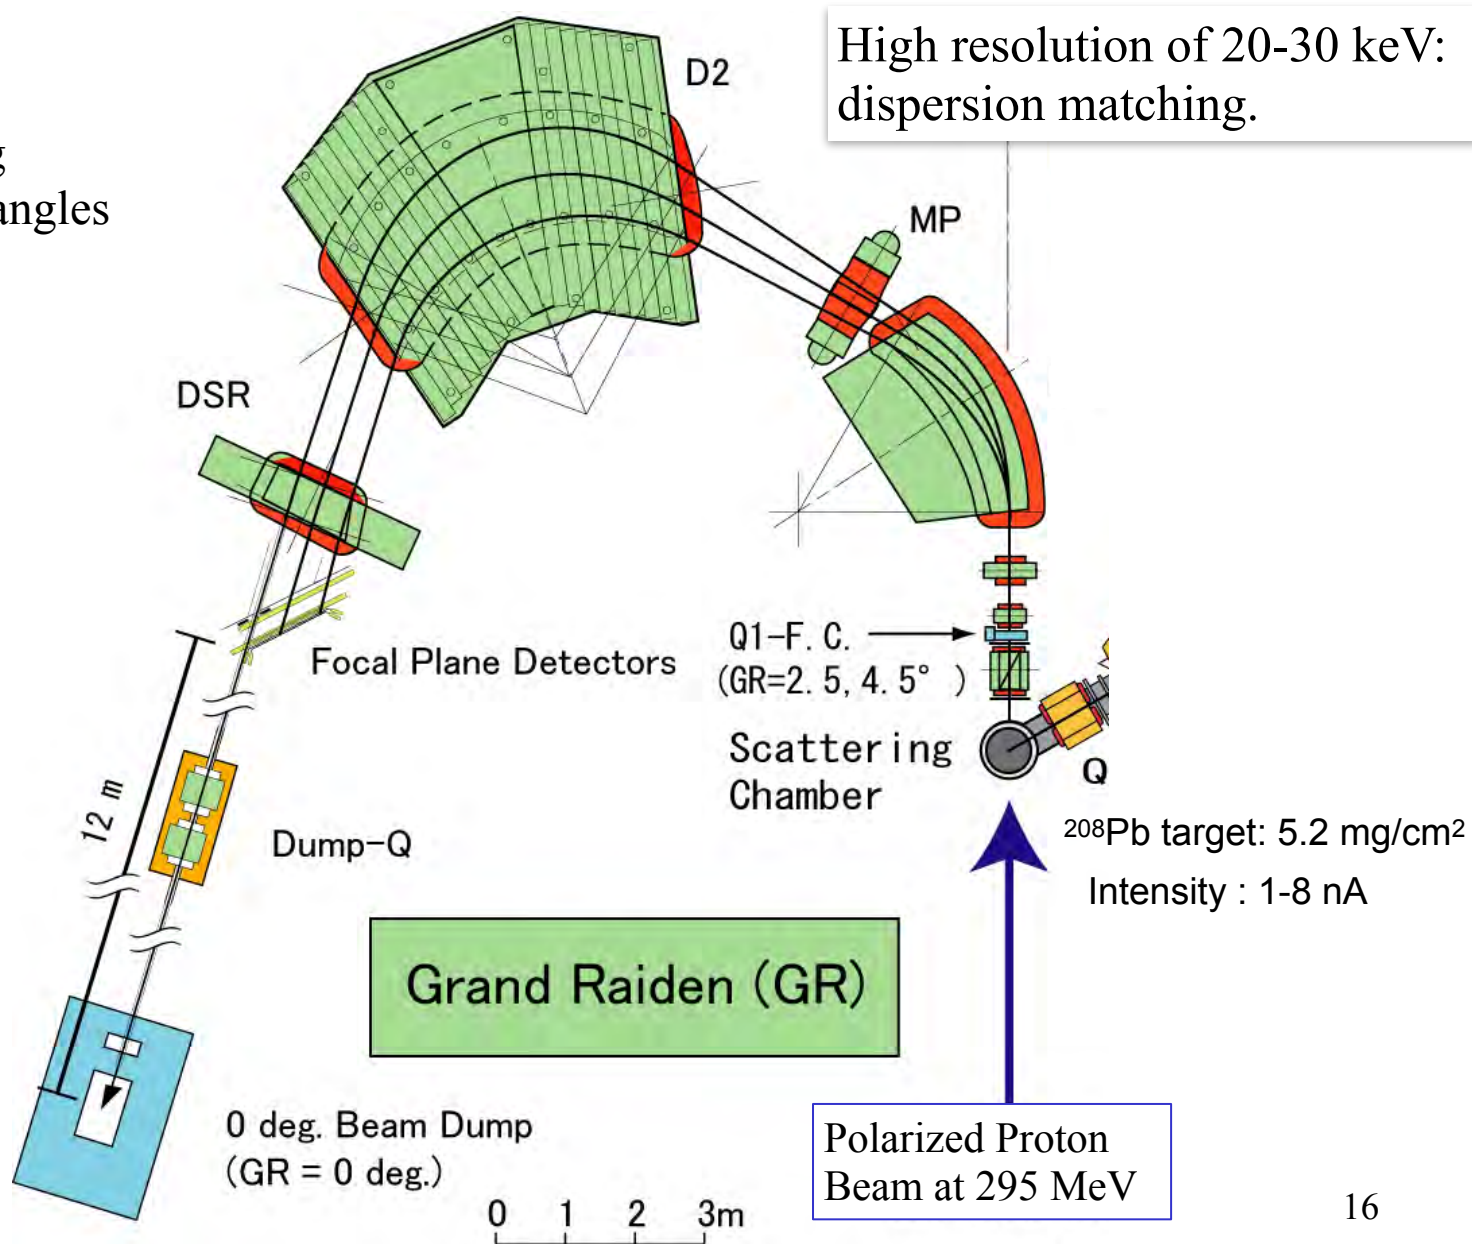 High resolution of 20-30 keV:
dispersion matching.
g
angles
D2
MP
DSR
Focal Plane Detectors
Q1-F.C.
(GR=2.5,4.5° )
Scattering
Chamber
Q
208Pb target: 5.2 mg/cm2
Intensity : 1-8 nA
12 m
Dump-Q
Grand Raiden (GR)
0 deg. Beam Dump
(GR = 0 deg.)
Polarized Proton
Beam at 295 MeV
0 1 2 3m
16